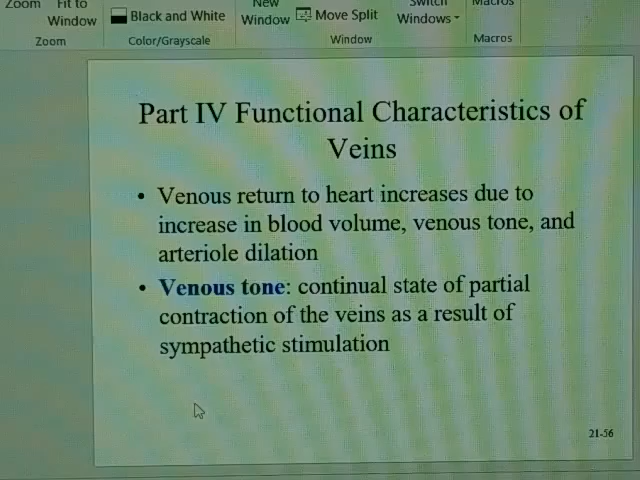 Zoom Fit to Window
Black and White
New Window
Move Split
Switch Windows
Macros
Zoom
Color/Grayscale
Window
Macros
Part IV Functional Characteristics of
Veins
• Venous return to heart increases due to
increase in blood volume, venous tone, and
arteriole dilation
• Venous tone: continual state of partial
contraction of the veins as a result of
sympathetic stimulation
21-56